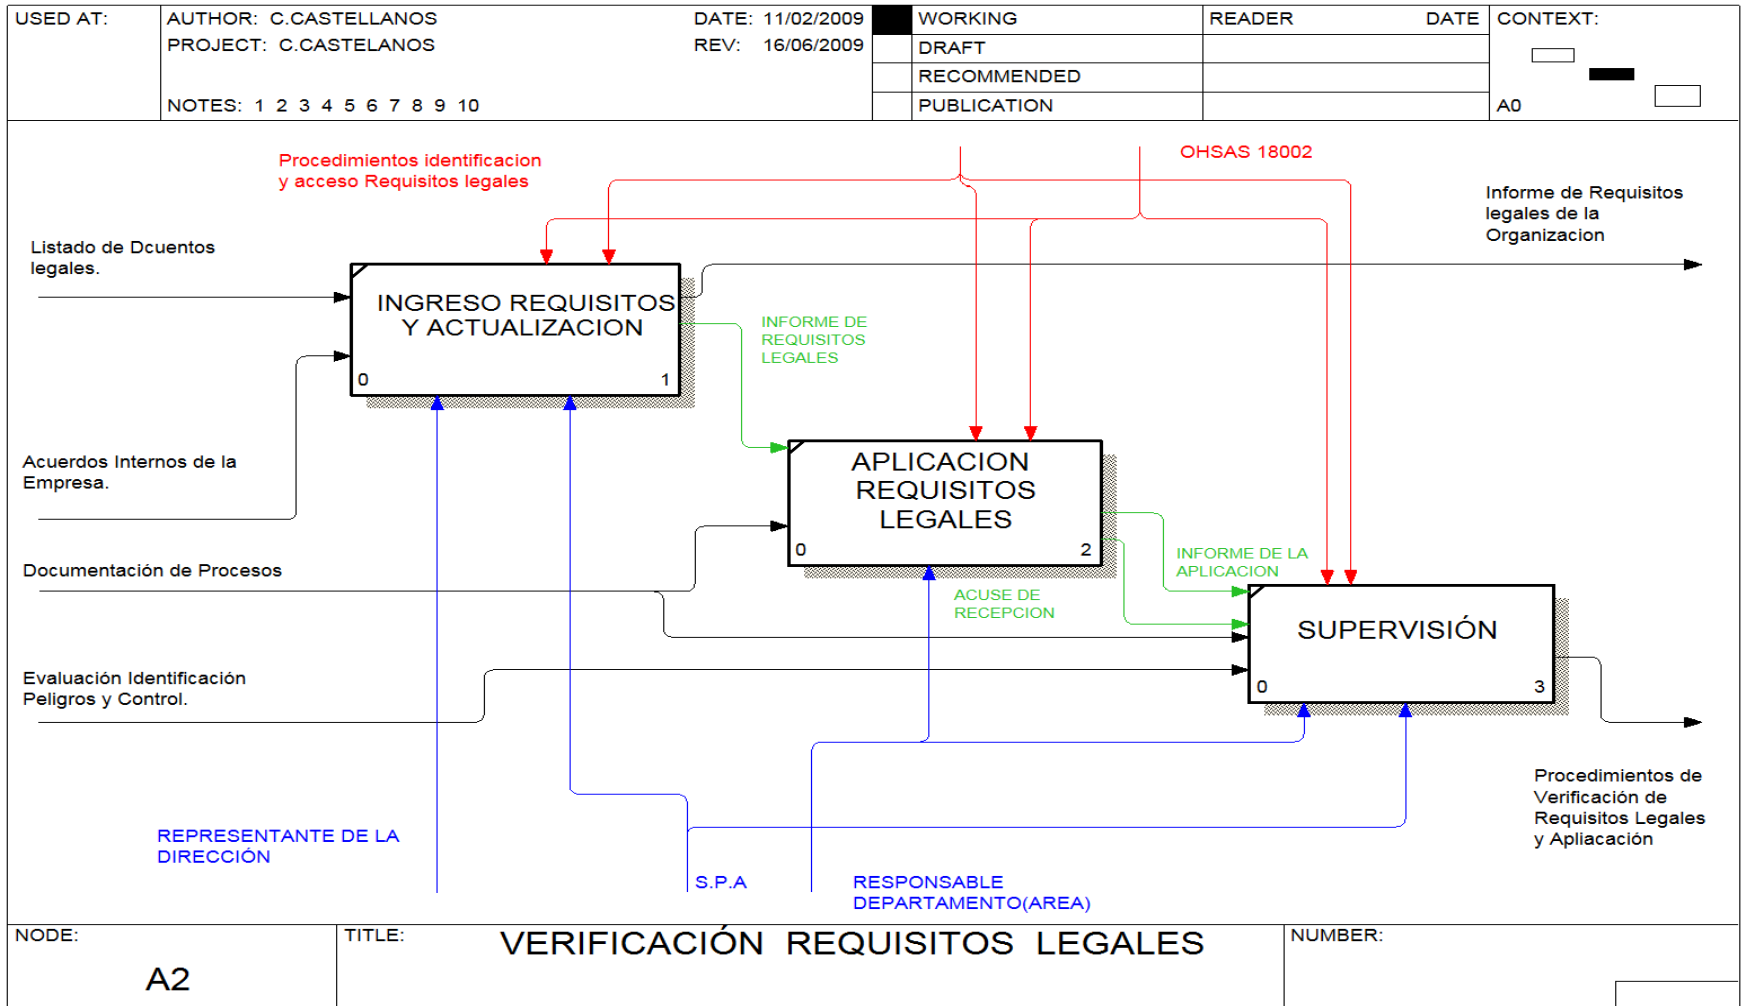 USED AT:
AUTHOR: C.CASTELLANOS
DATE: 11/02/2009
PROJECT: C.CASTELANOS
REV: 16/06/2009
NOTES: 1 2 3 4 5 6 7 8 9 10
WORKING
DRAFT
RECOMMENDED
PUBLICATION
READER
DATE
CONTEXT:
A0
Procedimientos identificacion
y acceso Requisitos legales
OHSAS 18002
Informe de Requisitos
legales de la
Organizacion
Listado de Dcuentos
legales.
INGRESO REQUISITOS
Y ACTUALIZACION
0
1
INFORME DE
REQUISITOS
LEGALES
Acuerdos Internos de la
Empresa.
APLICACION
REQUISITOS
LEGALES
0
2
Documentación de Procesos
INFORME DE LA
APLICACION
ACUSE DE
RECEPCION
SUPERVISIÓN
0
3
Evaluación Identificación
Peligros y Control.
Procedimientos de
Verificación de
Requisitos Legales
y Apliacación
REPRESENTANTE DE LA
DIRECCIÓN
S.P.A
RESPONSABLE
DEPARTAMENTO(AREA)
NODE:
A2
TITLE:
VERIFICACIÓN REQUISITOS LEGALES
NUMBER: